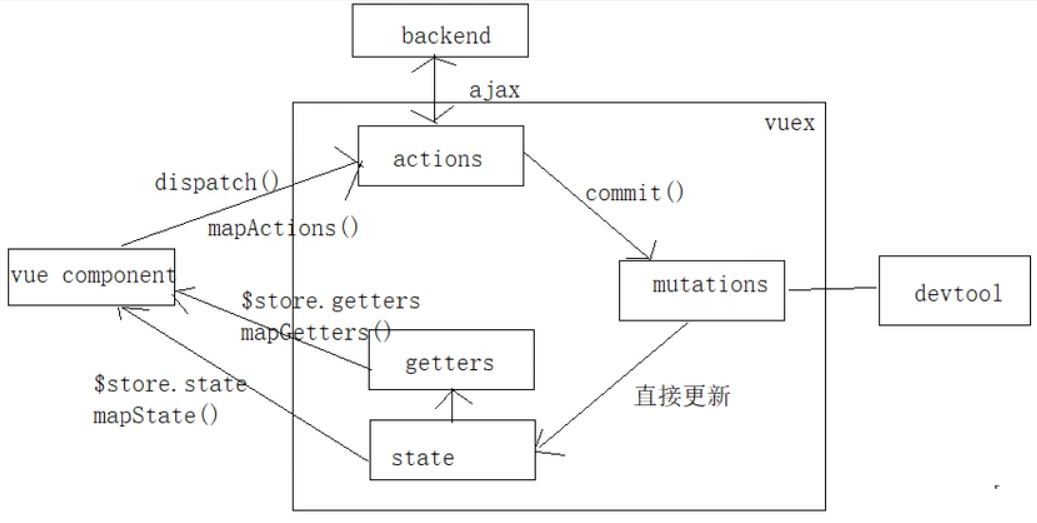 backend
ajax
vuex
actions
dispatch()
commit()
mapActions()
vue component
mutations
devtool
$store.getters
mapGetters()
getters
$store.state
mapState()
直接更新
state